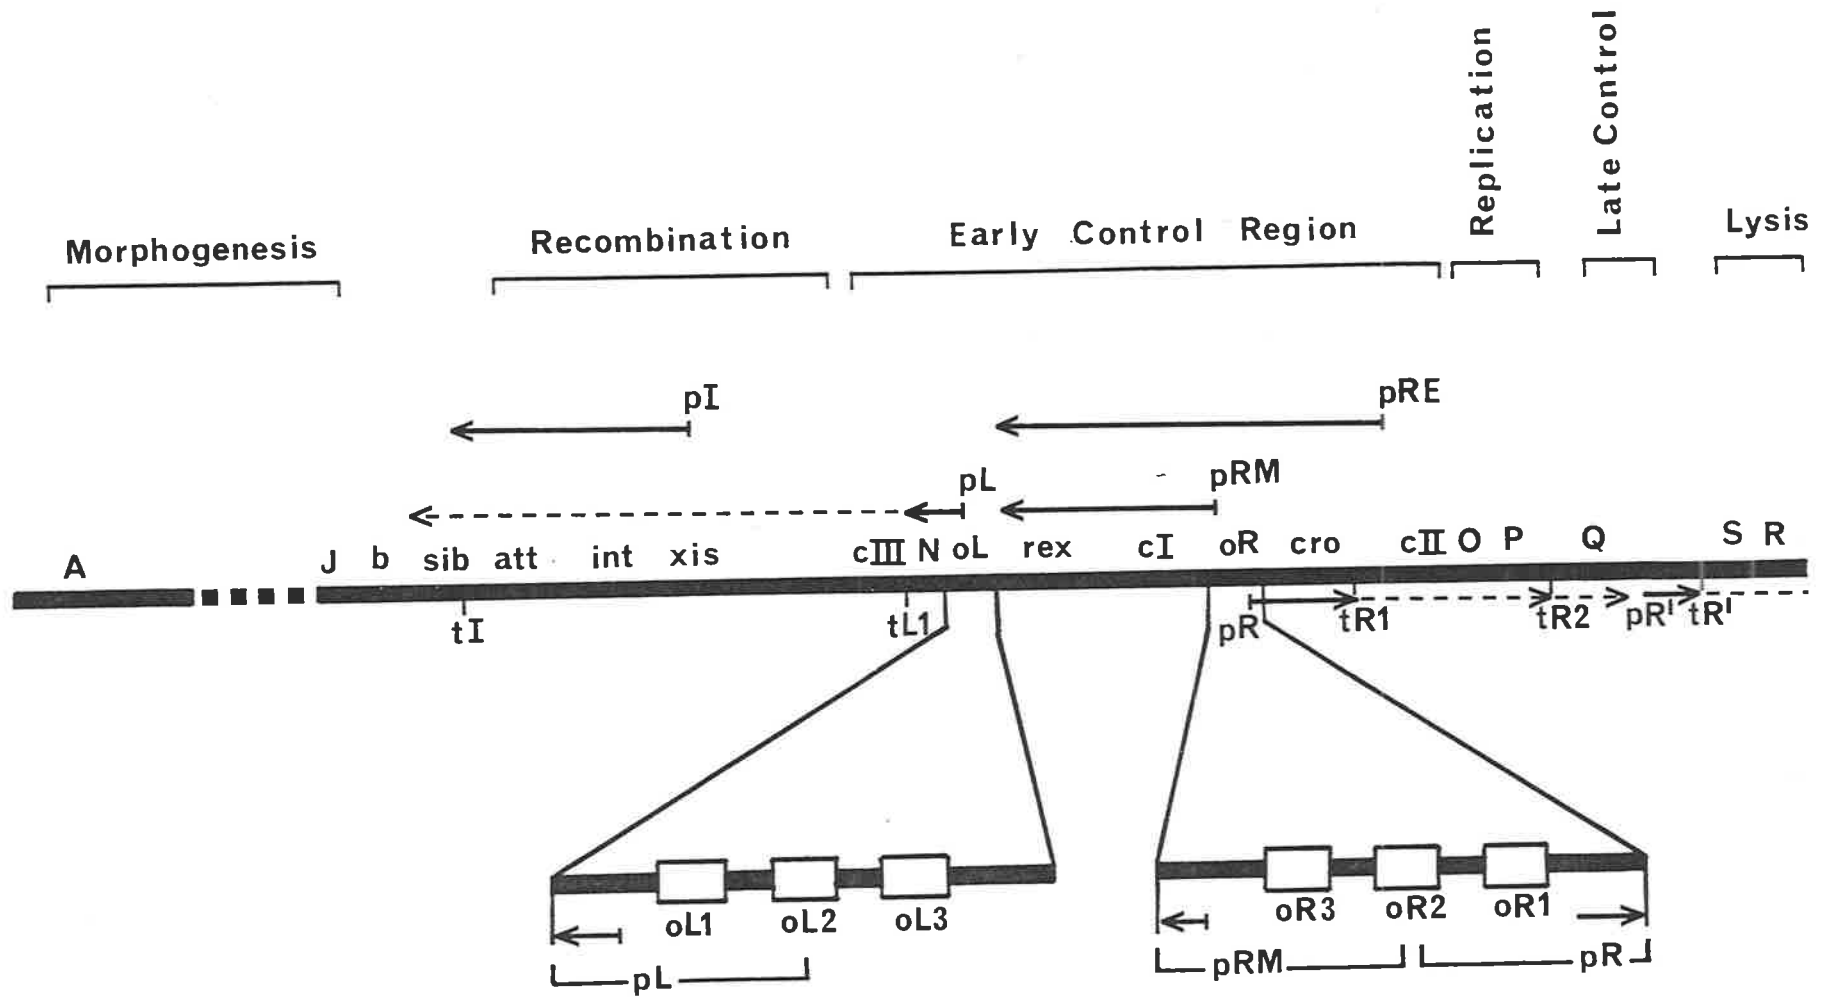 Replication
Late Control
Morphogenesis
Recombination
Early Control Region
Lysis
pI
pRE
pL
pRM
A
J b sib att int xis cIII N oL rex cI oR cro cII O P Q S R
tI
tL1
pR
tR1
tR2
pR'
tR'
oL1
oL2
oL3
oR3
oR2
oR1
pL
pRM
pR